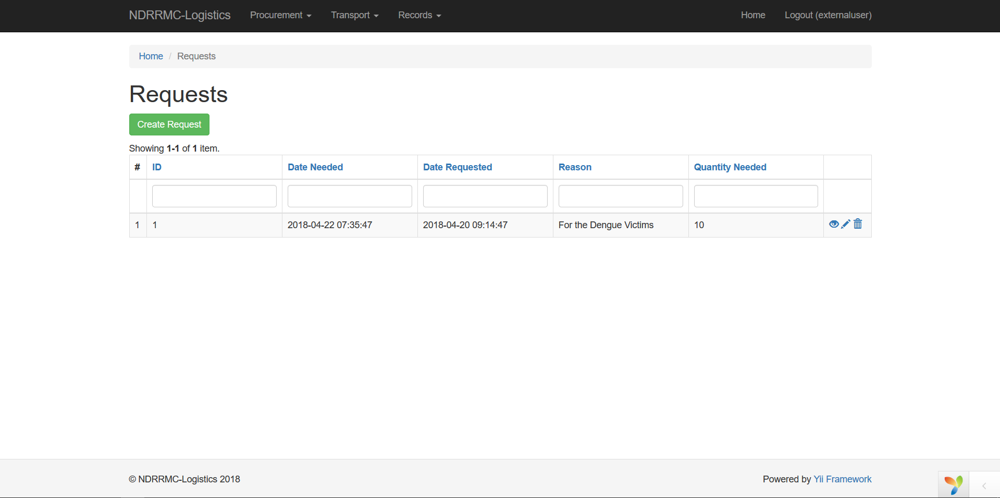 NDRRMC-Logistics Procurement Transport Records Home Logout (externaluser)
Home / Requests
Requests
Create Request
Showing 1-1 of 1 item.
# ID Date Needed Date Requested Reason Quantity Needed
1 1 2018-04-22 07:35:47 2018-04-20 09:14:47 For the Dengue Victims 10
© NDRRMC-Logistics 2018 Powered by Yii Framework